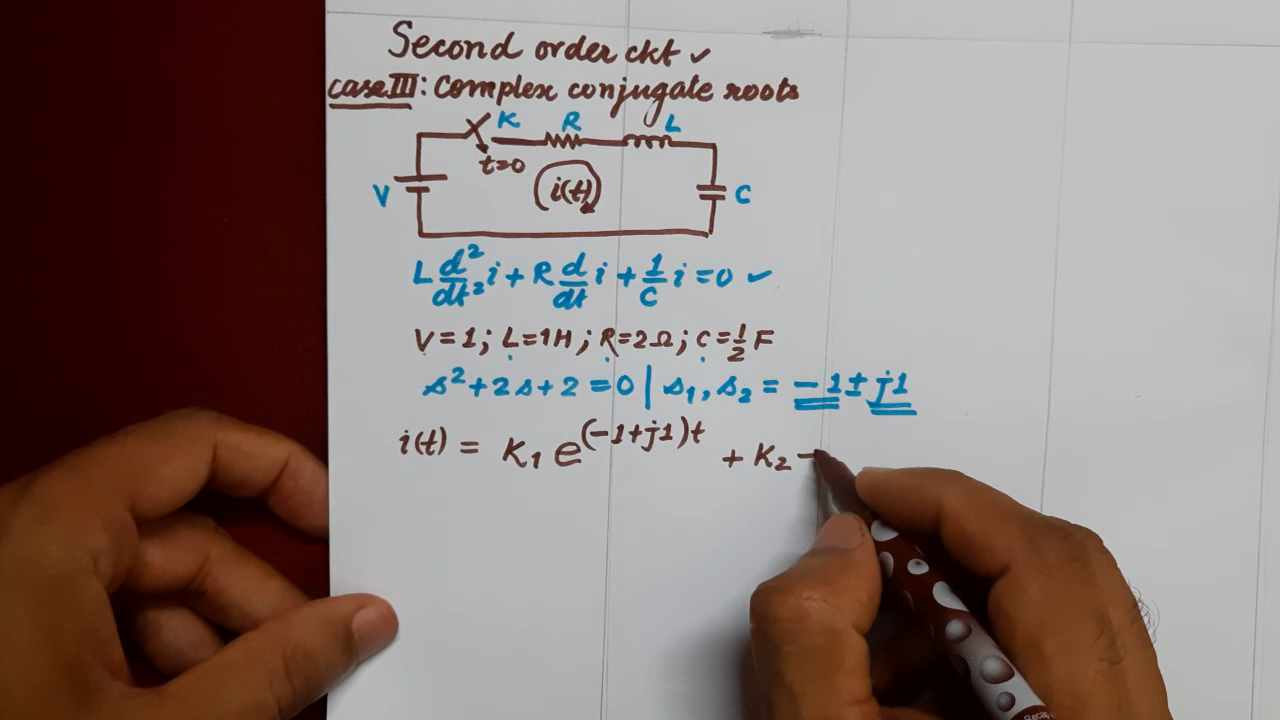 Second order ckt ✓
case III: Complex conjugate roots
K R L
t=0
V i(t) C
L d²/dt² i + R d/dt i + 1/C i = 0 ✓
V=1; L=1H; R=2Ω; C=1/2 F
s²+2s+2=0 | s₁, s₂ = -1 ± j1
i(t) = K₁ e^(-1+j1)t + K₂